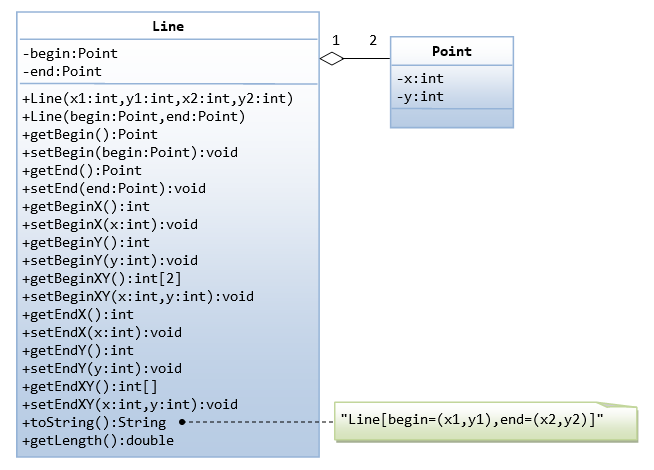 Line
-begin:Point
-end:Point
+Line(x1:int,y1:int,x2:int,y2:int)
+Line(begin:Point,end:Point)
+getBegin():Point
+setBegin(begin:Point):void
+getEnd():Point
+setEnd(end:Point):void
+getBeginX():int
+setBeginX(x:int):void
+getBeginY():int
+setBeginY(y:int):void
+getBeginXY():int[2]
+setBeginXY(x:int,y:int):void
+getEndX():int
+setEndX(x:int):void
+getEndY():int
+setEndY(y:int):void
+getEndXY():int[]
+setEndXY(x:int,y:int):void
+toString():String
+getLength():double
1 2
Point
-x:int
-y:int
"Line[begin=(x1,y1),end=(x2,y2)]"